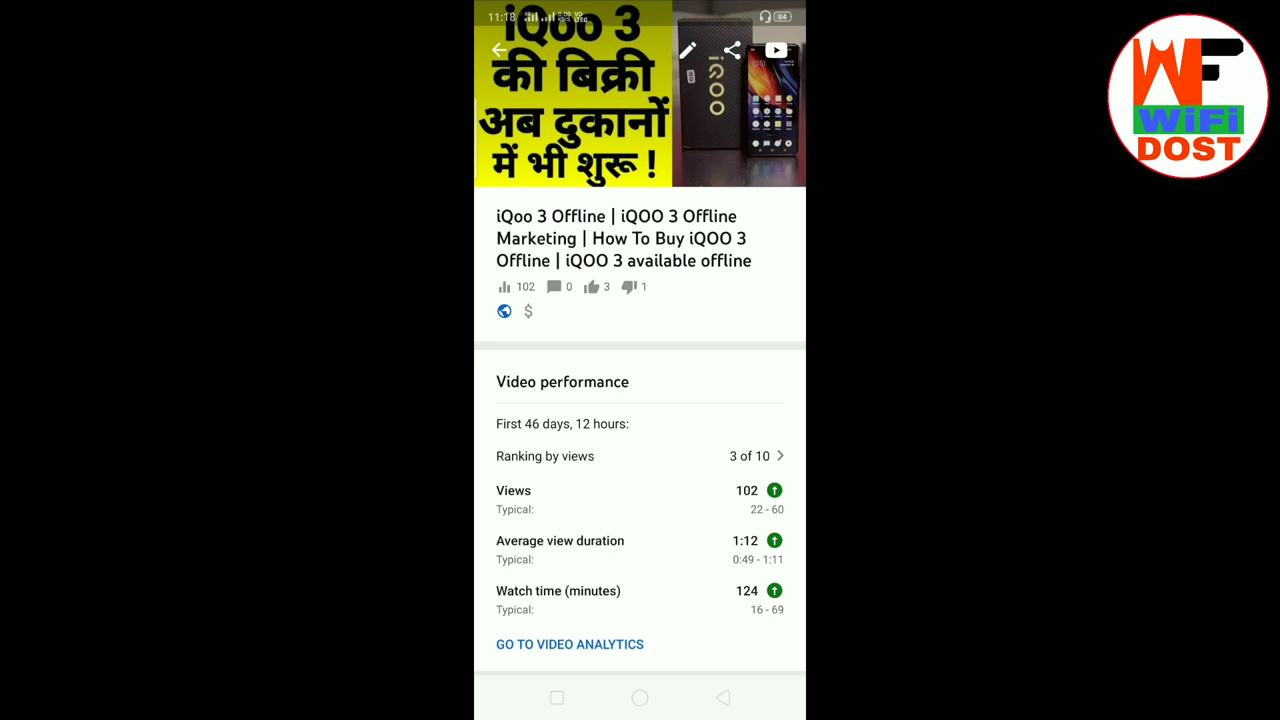 11:18
84
iQoo 3
की बिक्री
अब दुकानों
में भी शुरू !
iQOO
iQoo 3 Offline | iQOO 3 Offline
Marketing | How To Buy iQOO 3
Offline | iQOO 3 available offline
102 0 3 1
$
Video performance
First 46 days, 12 hours:
Ranking by views 3 of 10
Views 102
Typical: 22 - 60
Average view duration 1:12
Typical: 0:49 - 1:11
Watch time (minutes) 124
Typical: 16 - 69
GO TO VIDEO ANALYTICS
WF
WiFi
DOST